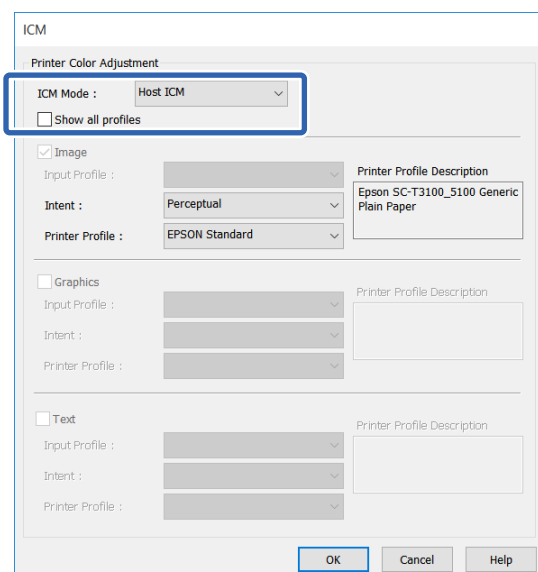 ICM
Printer Color Adjustment
ICM Mode : Host ICM
Show all profiles
Image
Input Profile : Printer Profile Description
Intent : Perceptual Epson SC-T3100_5100 Generic
Plain Paper
Printer Profile : EPSON Standard
Graphics
Printer Profile Description
Input Profile :
Intent :
Printer Profile :
Text
Printer Profile Description
Input Profile :
Intent :
Printer Profile :
OK Cancel Help